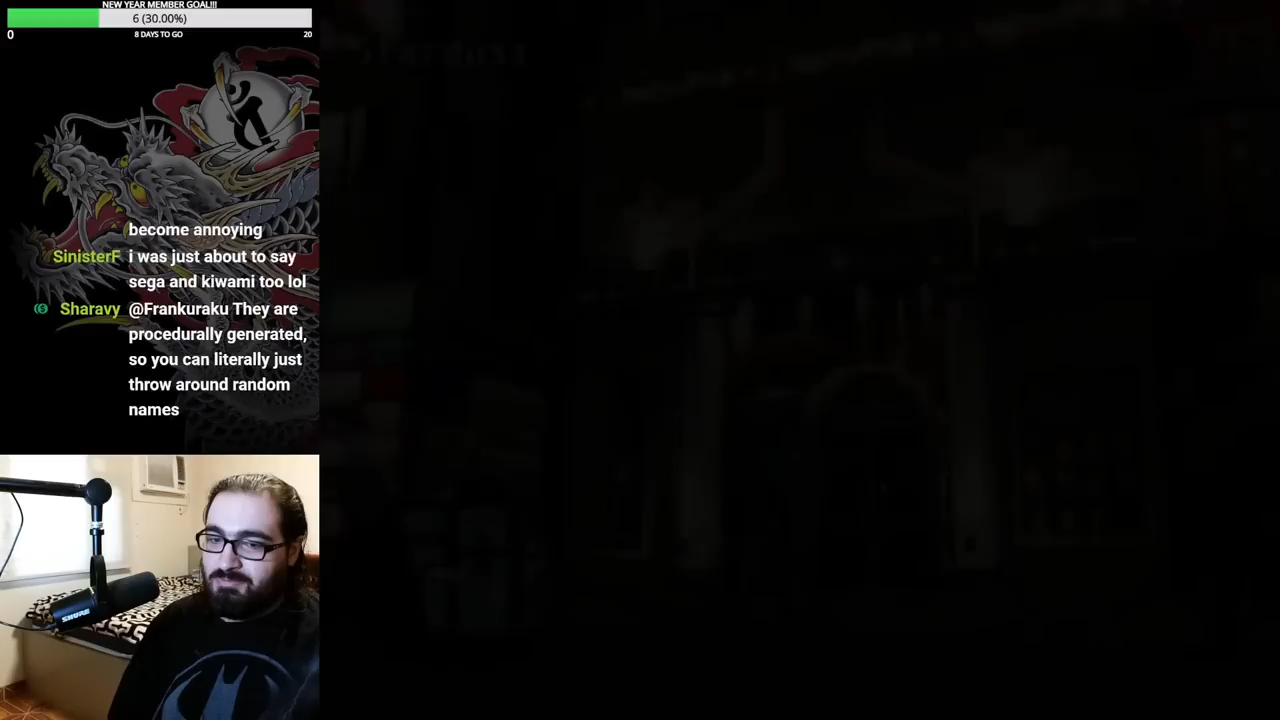 NEW YEAR MEMBER GOAL!!!
6 (30.00%)
0
8 DAYS TO GO
20
become annoying
SinisterF i was just about to say
sega and kiwami too lol
Sharavy @Frankuraku They are
procedurally generated,
so you can literally just
throw around random
names
SHURE